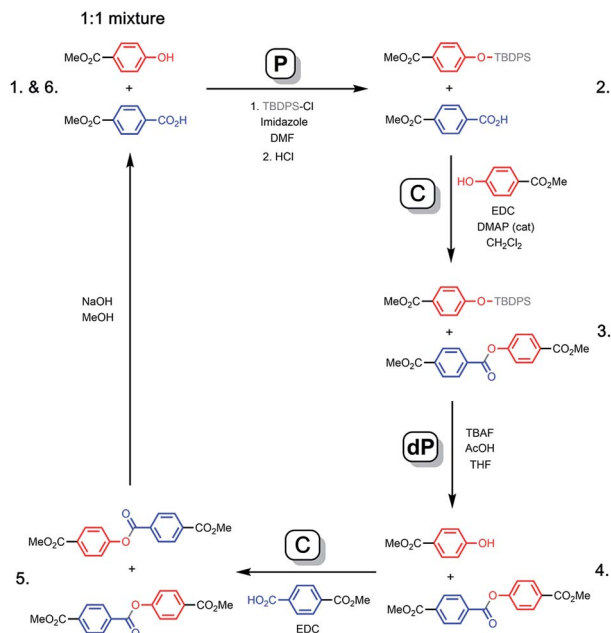 1:1 mixture
MeO₂C
OH
1. & 6.
+
MeO₂C
CO₂H
P
1. TBDPS-Cl
Imidazole
DMF
2. HCl
MeO₂C
O
TBDPS
+
2.
MeO₂C
CO₂H
C
HO
CO₂Me
EDC
DMAP (cat)
CH₂Cl₂
MeO₂C
O
TBDPS
+
3.
MeO₂C
O
O
CO₂Me
dP
TBAF
AcOH
THF
MeO₂C
OH
+
4.
MeO₂C
O
O
CO₂Me
C
HO₂C
CO₂Me
EDC
O
MeO₂C
O
CO₂Me
5.
+
MeO₂C
O
O
CO₂Me
NaOH
MeOH